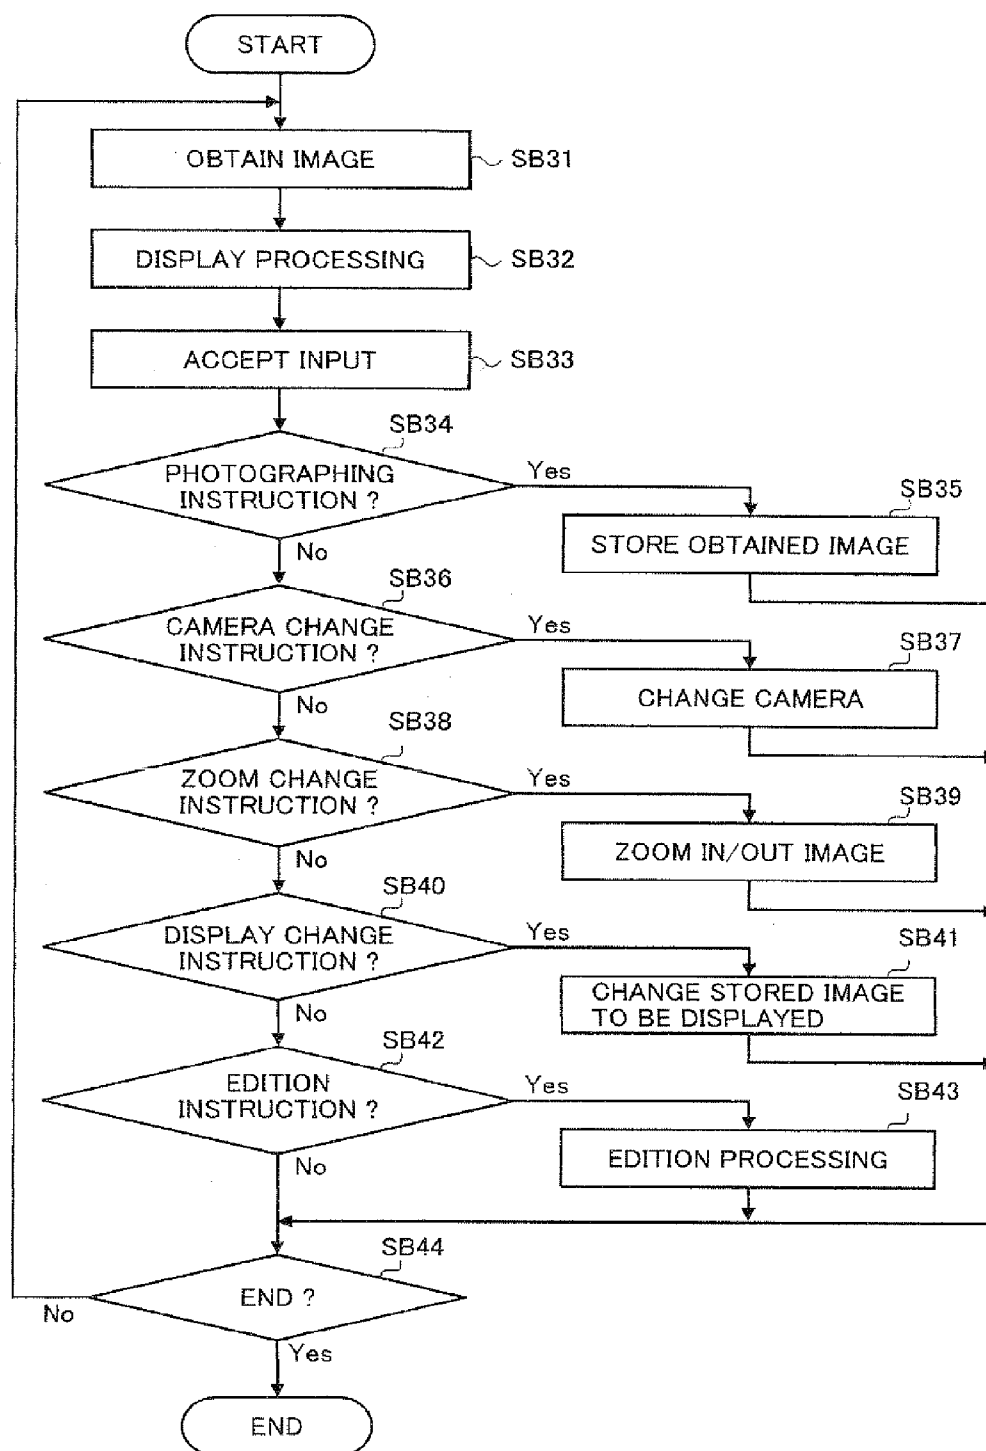 START
OBTAIN IMAGE
SB31
DISPLAY PROCESSING
SB32
ACCEPT INPUT
SB33
SB34
PHOTOGRAPHING
INSTRUCTION ?
Yes
No
SB35
STORE OBTAINED IMAGE
SB36
CAMERA CHANGE
INSTRUCTION ?
Yes
No
SB37
CHANGE CAMERA
SB38
ZOOM CHANGE
INSTRUCTION ?
Yes
No
SB39
ZOOM IN/OUT IMAGE
SB40
DISPLAY CHANGE
INSTRUCTION ?
Yes
No
SB41
CHANGE STORED IMAGE
TO BE DISPLAYED
SB42
EDITION
INSTRUCTION ?
Yes
No
SB43
EDITION PROCESSING
SB44
END ?
No
Yes
END